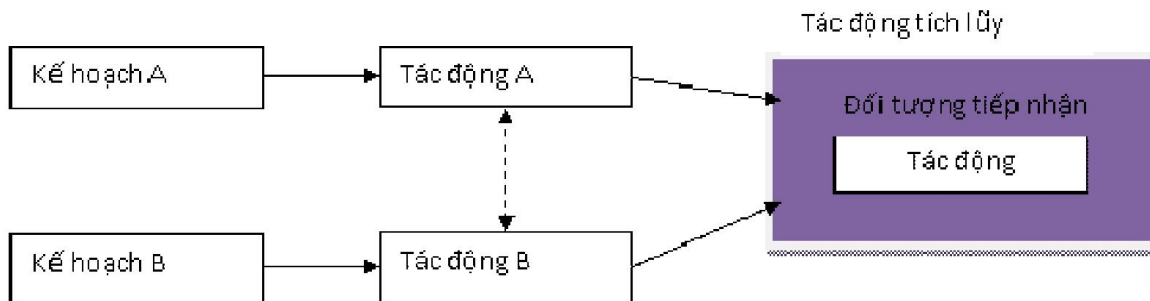 Tác động tích lũy
Kế hoạch A
Tác động A
Đối tượng tiếp nhận
Tác động
Kế hoạch B
Tác động B